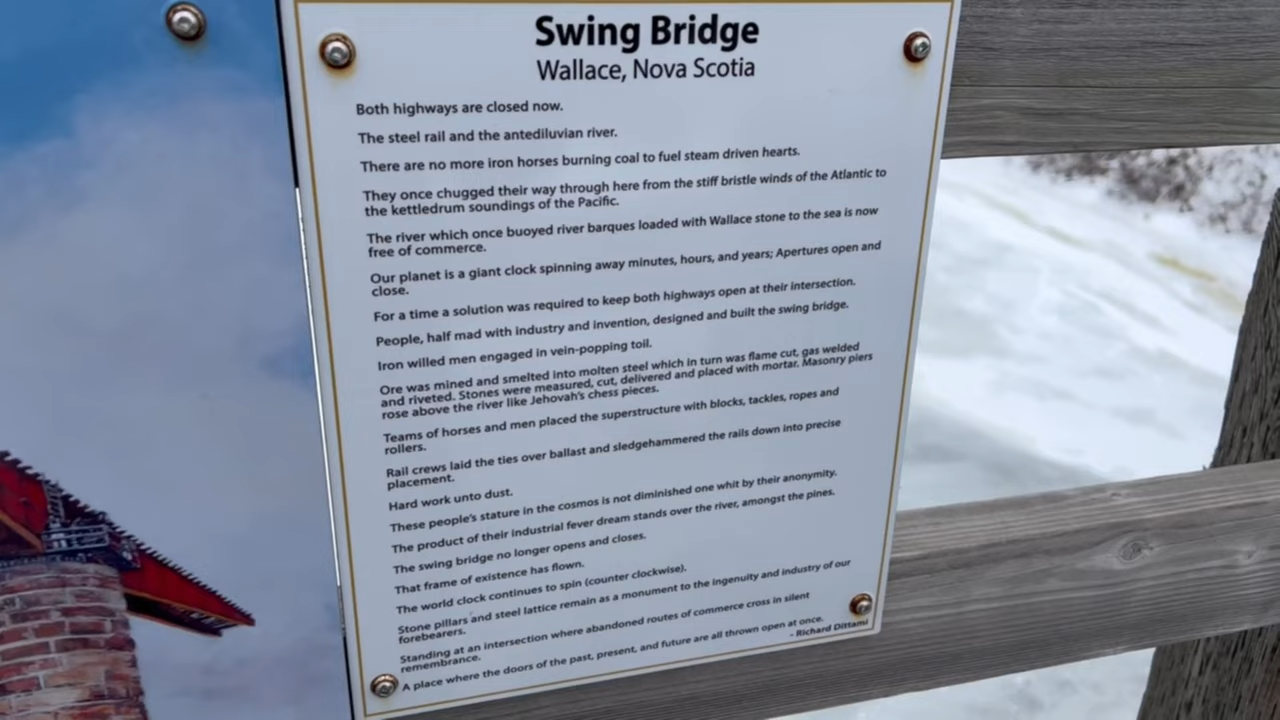 Swing Bridge
Wallace, Nova Scotia
Both highways are closed now.
The steel rail and the antediluvian river.
There are no more iron horses burning coal to fuel steam driven hearts.
They once chugged their way through here from the stiff bristle winds of the Atlantic to
the kettledrum soundings of the Pacific.
The river which once buoyed river barques loaded with Wallace stone to the sea is now
free of commerce.
Our planet is a giant clock spinning away minutes, hours, and years; Apertures open and
close.
For a time a solution was required to keep both highways open at their intersection.
People, half mad with industry and invention, designed and built the swing bridge.
Iron willed men engaged in vein-popping toil.
Ore was mined and smelted into molten steel which in turn was flame cut, gas welded
and riveted. Stones were measured, cut, delivered and placed with mortar. Masonry piers
rose above the river like Jehovah's chess pieces.
Teams of horses and men placed the superstructure with blocks, tackles, ropes and
rollers.
Rail crews laid the ties over ballast and sledgehammered the rails down into precise
placement.
Hard work unto dust.
These people's stature in the cosmos is not diminished one whit by their anonymity.
The product of their industrial fever dream stands over the river, amongst the pines.
The swing bridge no longer opens and closes.
That frame of existence has flown.
The world clock continues to spin (counter clockwise).
Stone pillars and steel lattice remain as a monument to the ingenuity and industry of our
forebearers.
Standing at an intersection where abandoned routes of commerce cross in silent
remembrance.
A place where the doors of the past, present, and future are all thrown open at once.
- Richard Dittami